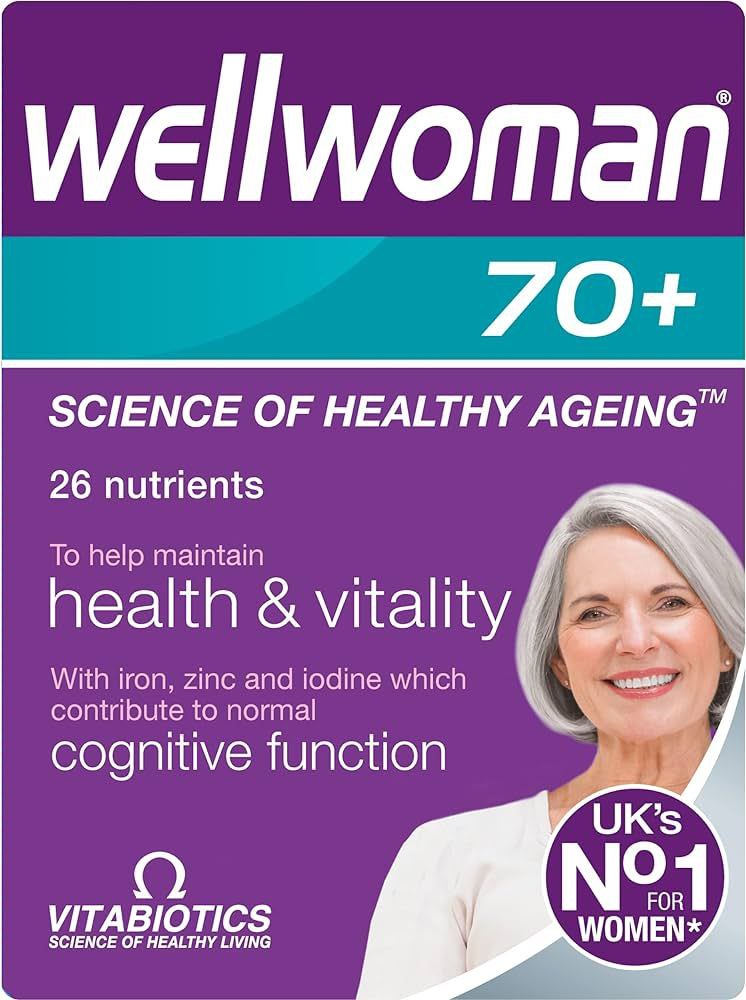 wellwoman®
70+
SCIENCE OF HEALTHY AGEING™
26 nutrients
To help maintain
health & vitality
With iron, zinc and iodine which
contribute to normal
cognitive function
UK's
No1
FOR
WOMEN*
VITABIOTICS
SCIENCE OF HEALTHY LIVING